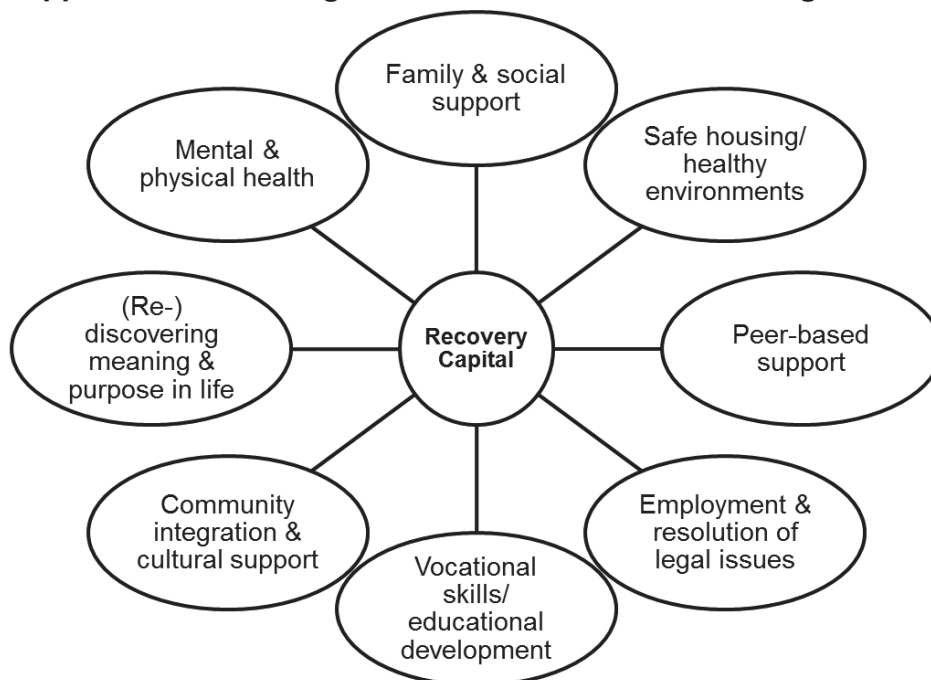 Family & social
support
Safe housing/
healthy
environments
Peer-based
support
Employment &
resolution of
legal issues
Vocational
skills/
educational
development
Community
integration &
cultural support
(Re-)
discovering
meaning &
purpose in life
Mental &
physical health
Recovery
Capital